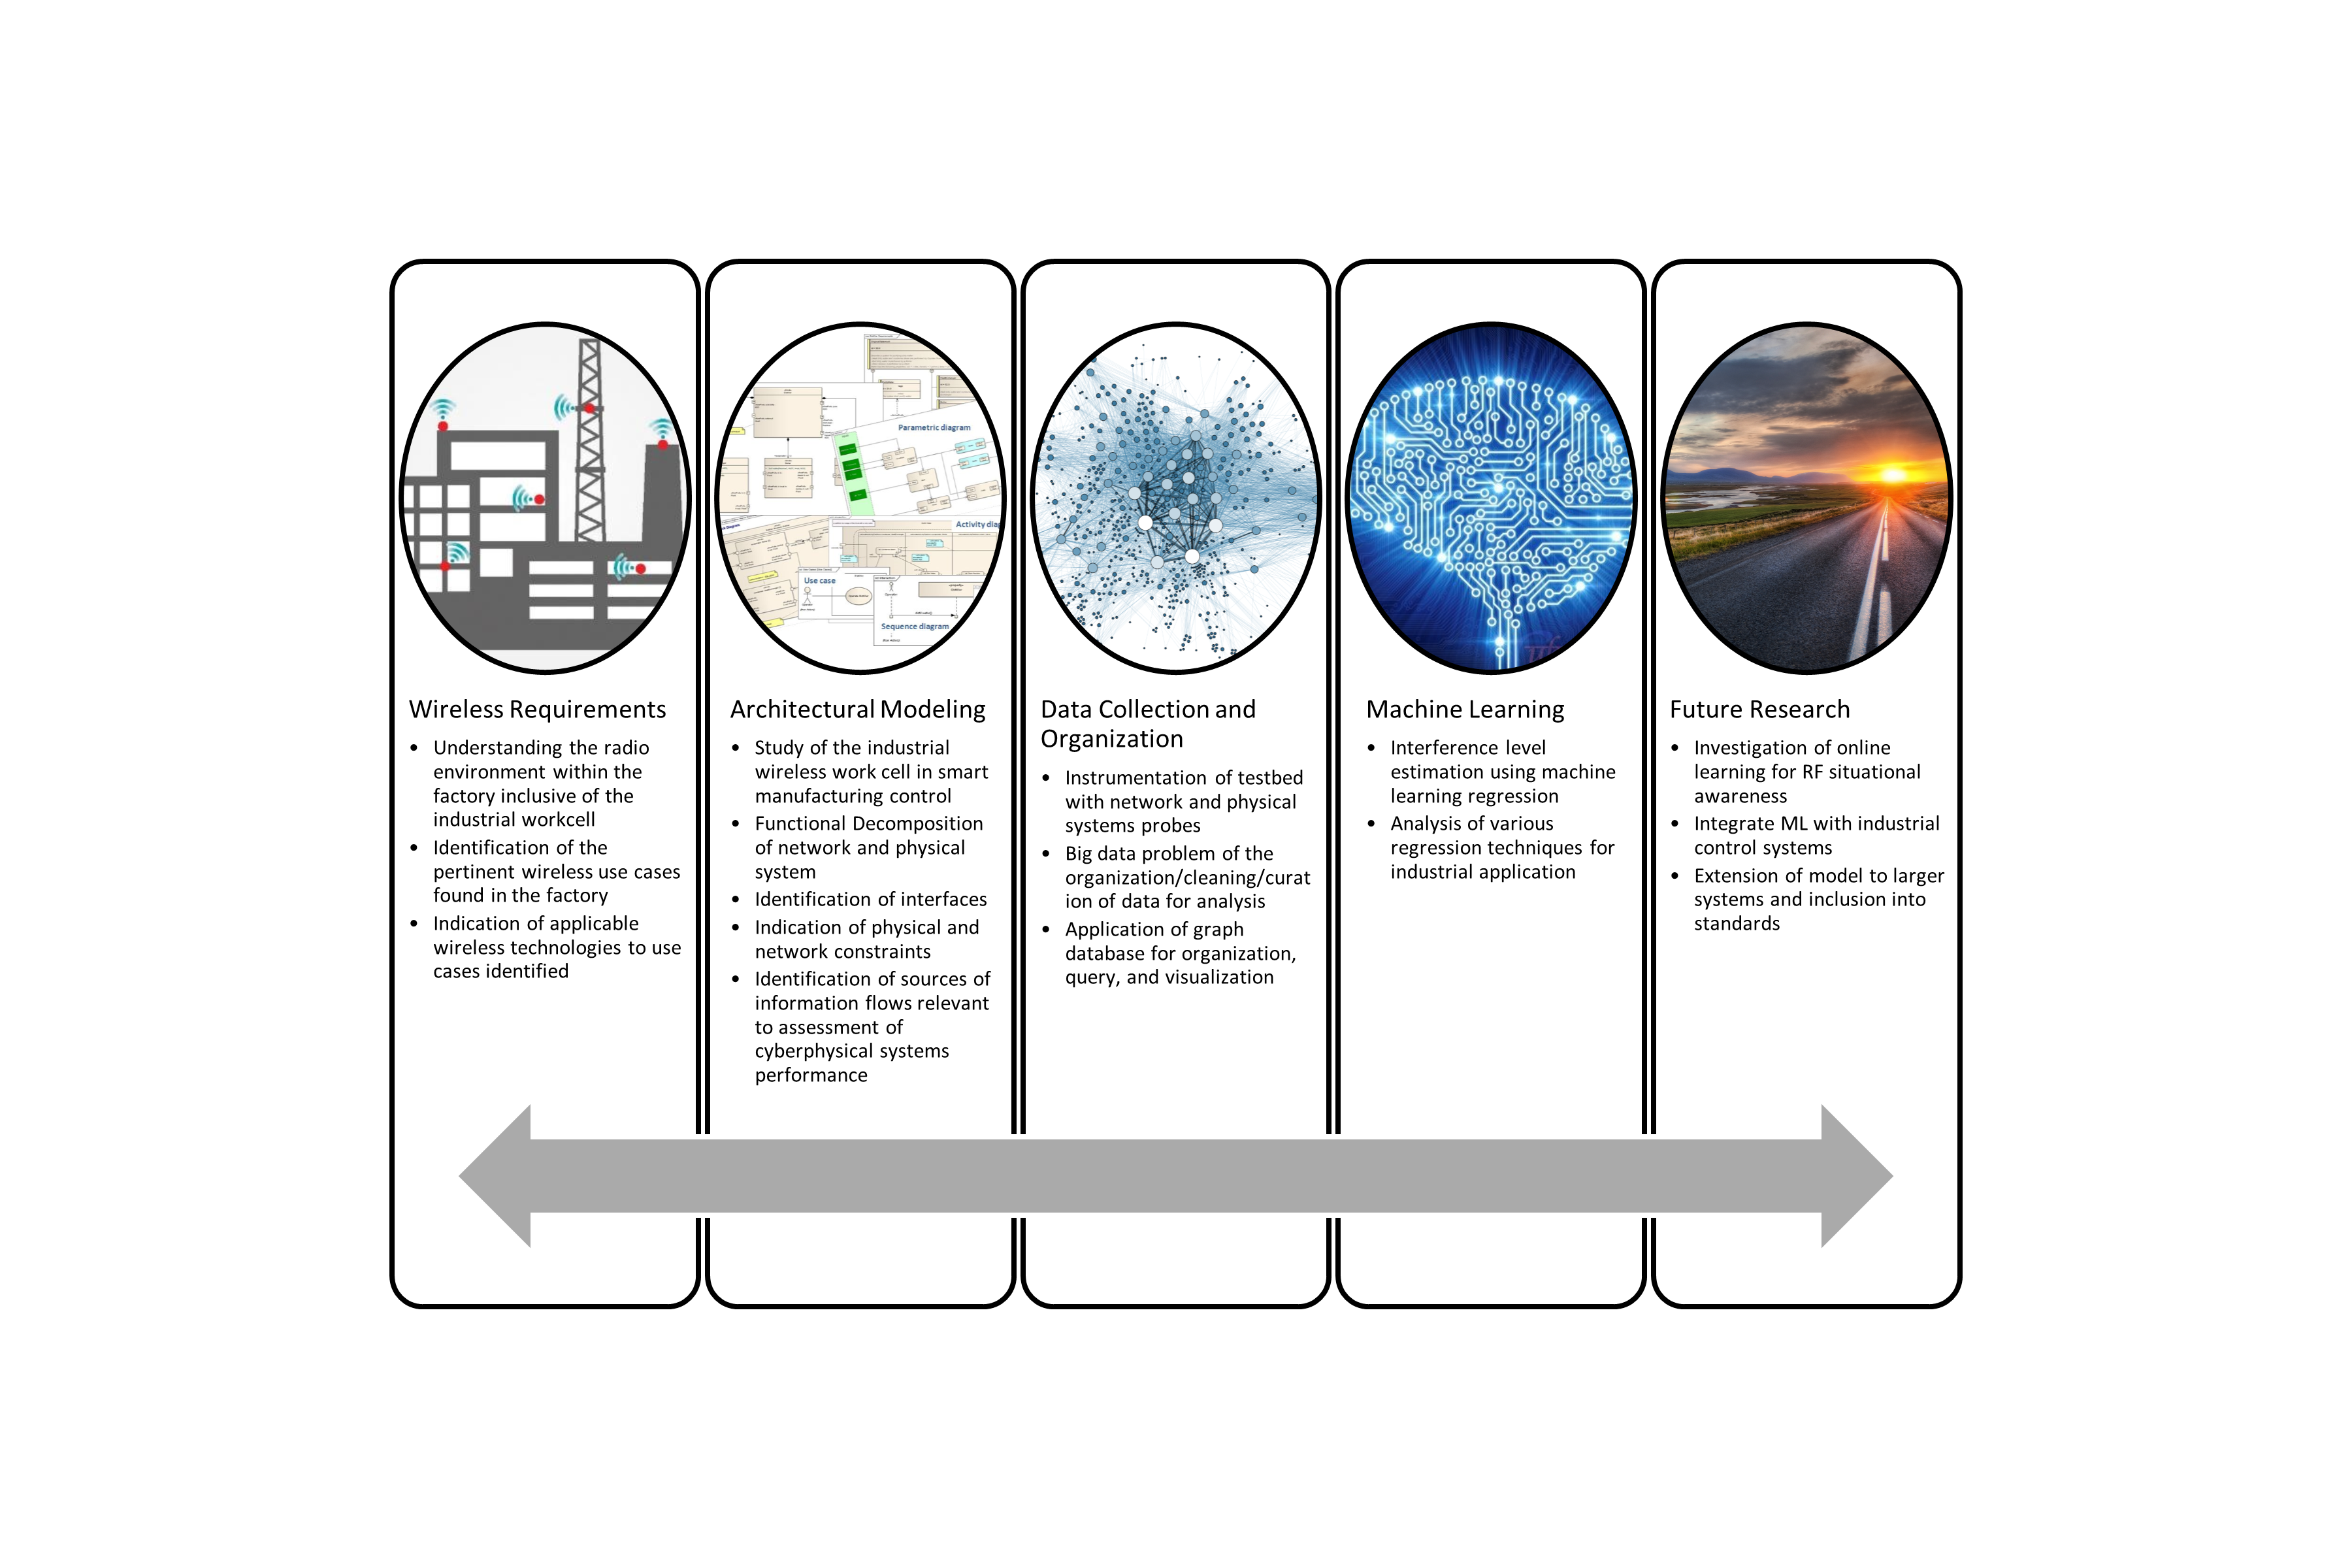 Parametric diagram
Activity diag
Use case
Sequence diagram
Wireless Requirements
• Understanding the radio
environment within the
factory inclusive of the
industrial workcell
• Identification of the
pertinent wireless use cases
found in the factory
• Indication of applicable
wireless technologies to use
cases identified
Architectural Modeling
• Study of the industrial
wireless work cell in smart
manufacturing control
• Functional Decomposition
of network and physical
system
• Identification of interfaces
• Indication of physical and
network constraints
• Identification of sources of
information flows relevant
to assessment of
cyberphysical systems
performance
Data Collection and
Organization
• Instrumentation of testbed
with network and physical
systems probes
• Big data problem of the
organization/cleaning/curat
ion of data for analysis
• Application of graph
database for organization,
query, and visualization
Machine Learning
• Interference level
estimation using machine
learning regression
• Analysis of various
regression techniques for
industrial application
Future Research
• Investigation of online
learning for RF situational
awareness
• Integrate ML with industrial
control systems
• Extension of model to larger
systems and inclusion into
standards